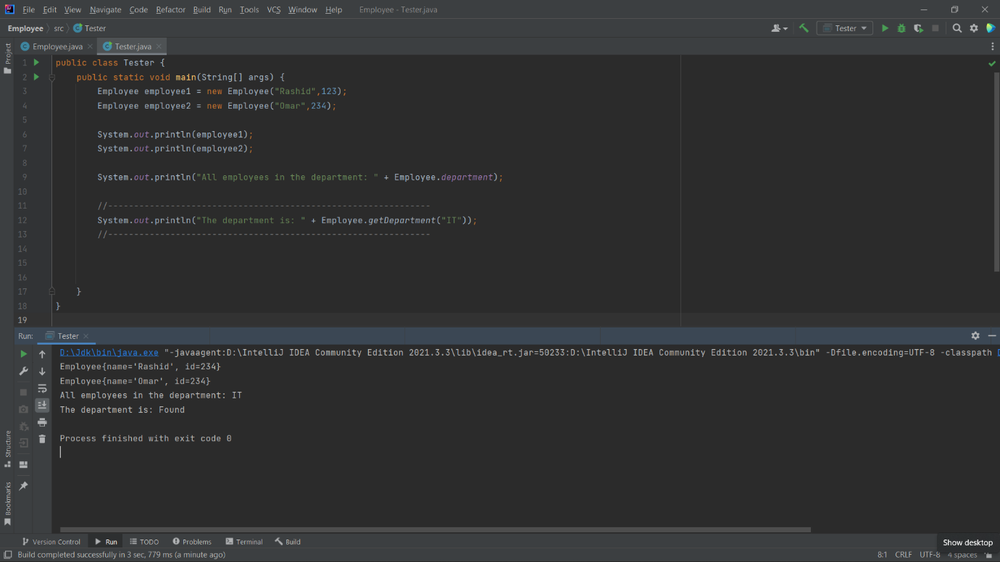 File Edit View Navigate Code Refactor Build Run Tools VCS Window Help Employee - Tester.java
Employee src Tester Tester
Project
Employee.java Tester.java
1 public class Tester {
2 public static void main(String[] args) {
3 Employee employee1 = new Employee("Rashid",123);
4 Employee employee2 = new Employee("Omar",234);
5
6 System.out.println(employee1);
7 System.out.println(employee2);
8
9 System.out.println("All employees in the department: " + Employee.department);
10
11 //--------------------------------------------------------------
12 System.out.println("The department is: " + Employee.getDepartment("IT"));
13 //--------------------------------------------------------------
14
15
16
17 }
18 }
19
Run: Tester
D:\Jdk\bin\java.exe "-javaagent:D:\IntelliJ IDEA Community Edition 2021.3.3\lib\idea_rt.jar=50233:D:\IntelliJ IDEA Community Edition 2021.3.3\bin" -Dfile.encoding=UTF-8 -classpath
Employee{name='Rashid', id=234}
Employee{name='Omar', id=234}
All employees in the department: IT
The department is: Found
Process finished with exit code 0
Structure
Bookmarks
Version Control Run TODO Problems Terminal Build
Show desktop
Build completed successfully in 3 sec, 779 ms (a minute ago) 8:1 CRLF UTF-8 4 spaces